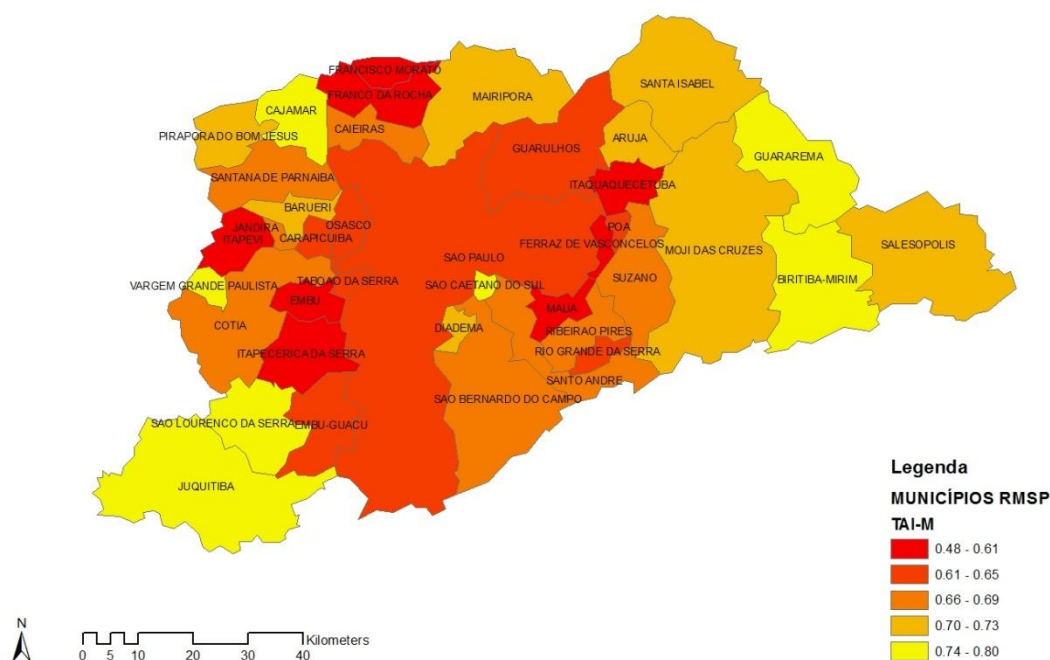 FRANCISCO MORATO
FRANCO DA ROCHA
MAIRIPORA
SANTA ISABEL
CAJAMAR
CAIEIRAS
PIRAPORA DO BOM JESUS
ARUJA
GUARULHOS
GUARAREMA
SANTANA DE PARNAIBA
ITAQUAQUECETUBA
BARUERI
JANDIRA
OSASCO
POA
ITAPEVI
CARAPICUIBA
FERRAZ DE VASCONCELOS
MOJI DAS CRUZES
SALESOPOLIS
SAO PAULO
TABOAO DA SERRA
SUZANO
BIRITIBA-MIRIM
VARGEM GRANDE PAULISTA
SAO CAETANO DO SUL
EMBU
MAUA
COTIA
DIADEMA
RIBEIRAO PIRES
ITAPECERICA DA SERRA
RIO GRANDE DA SERRA
SANTO ANDRE
SAO BERNARDO DO CAMPO
SAO LOURENCO DA SERRA
EMBU-GUACU
JUQUITIBA
Legenda
MUNICÍPIOS RMSP
TAI-M
0.48 - 0.61
0.61 - 0.65
0.66 - 0.69
0.70 - 0.73
0.74 - 0.80
N
Kilometers
0 5 10 20 30 40